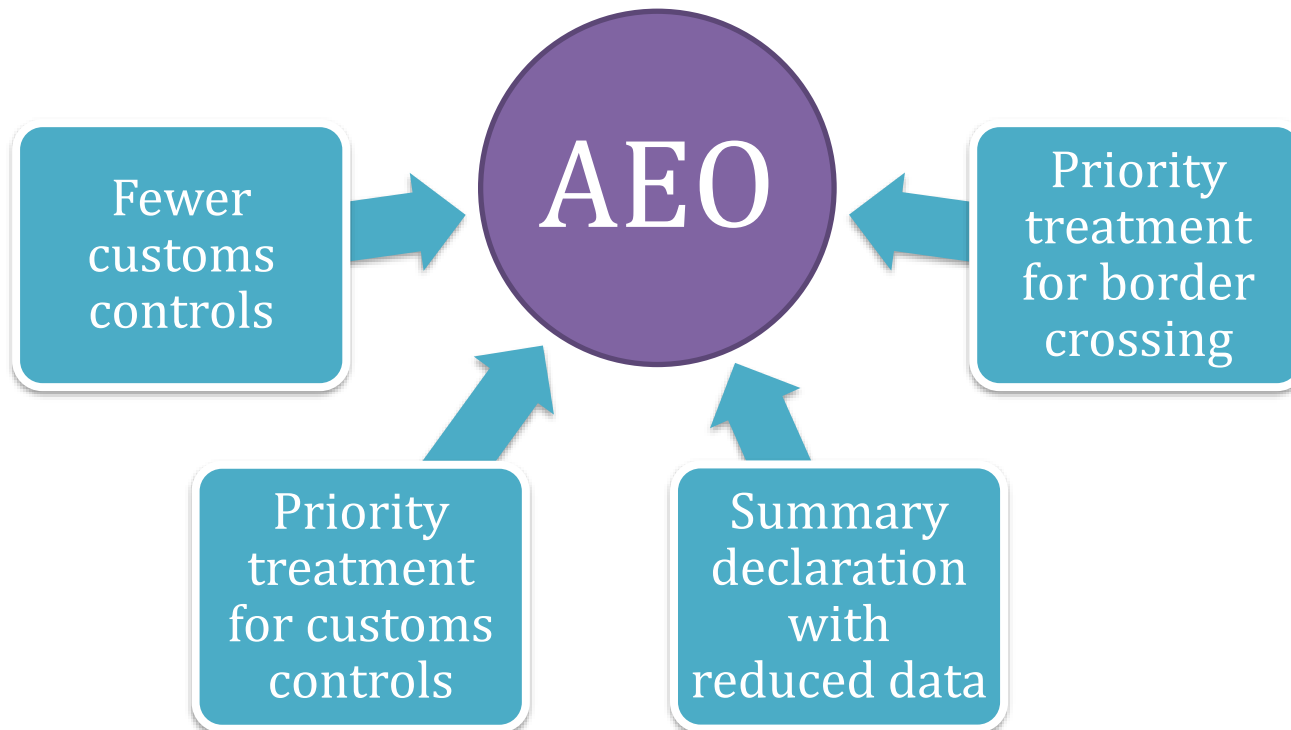 AEO
Fewer
customs
controls
Priority
treatment
for customs
controls
Summary
declaration
with
reduced data
Priority
treatment
for border
crossing